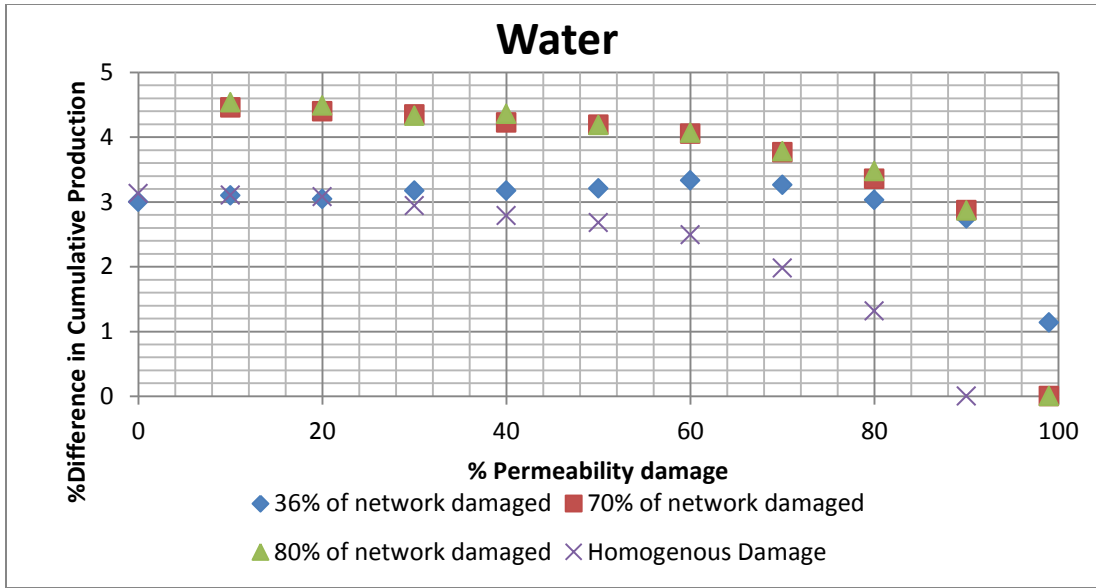 Water
%Difference in Cumulative Production
5
4
3
2
1
0
0 20 40 60 80 100
% Permeability damage
36% of network damaged 70% of network damaged
80% of network damaged Homogenous Damage